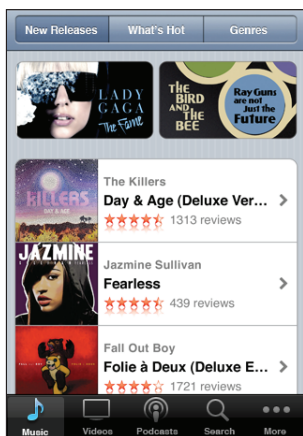 New Releases
What's Hot
Genres
LADY
GAGA
The Fame
THE
BIRD
AND
THE
BEE
Ray Guns
are not
Just the
Future
The Killers
KILLERS
DAY & AGE
Day & Age (Deluxe Ver...
1313 reviews
JAZMINE
Jazmine Sullivan
Fearless
439 reviews
Fall Out Boy
Folie à Deux (Deluxe E...
1721 reviews
Music
Videos
Podcasts
Search
More